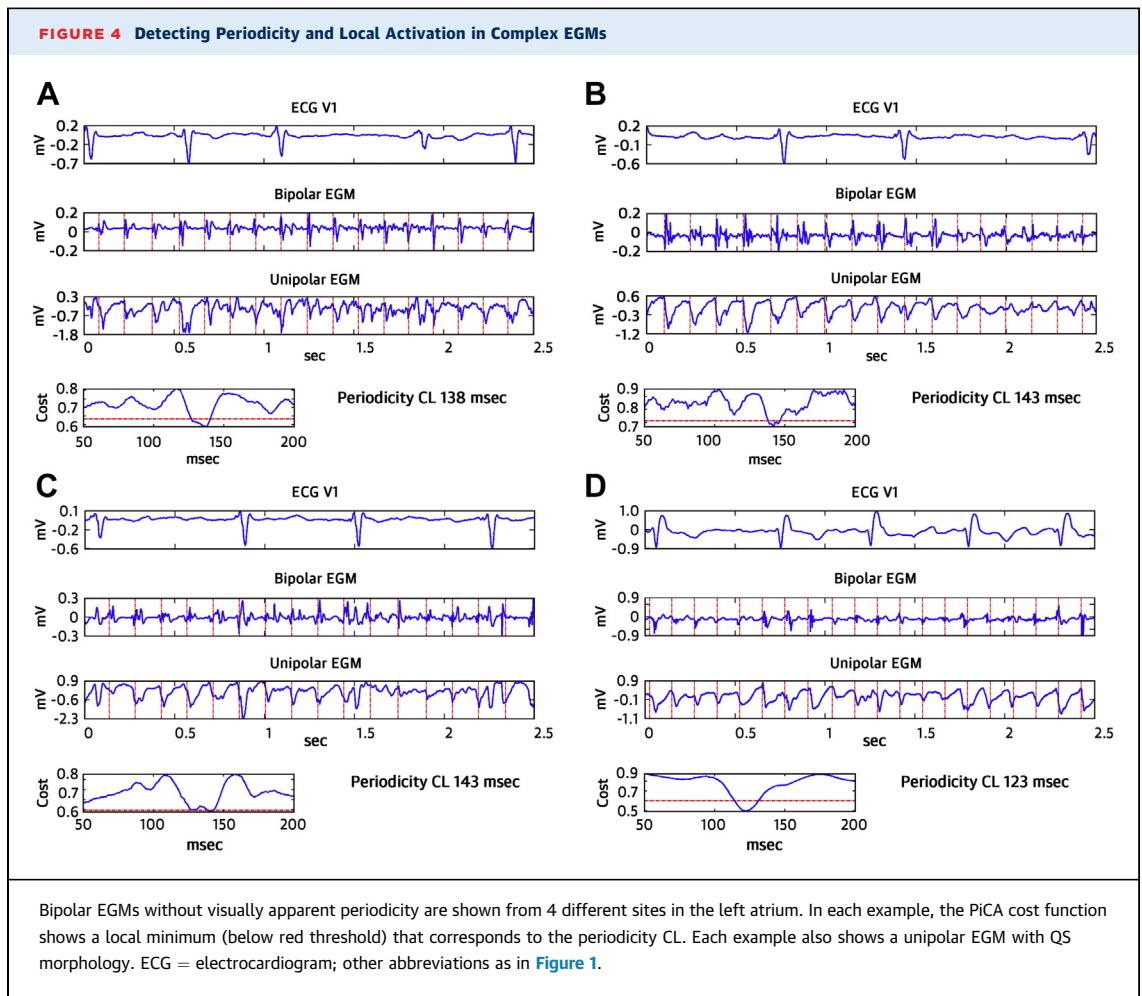 FIGURE 4 Detecting Periodicity and Local Activation in Complex EGMs
A
ECG V1
mV
0.2
-0.2
-0.7
Bipolar EGM
mV
0.2
0
-0.2
Unipolar EGM
mV
0.3
-0.7
-1.8
0 0.5 1 1.5 2 2.5
sec
Cost
0.8
0.7
0.6
50 100 150 200
msec
Periodicity CL 138 msec
B
ECG V1
mV
0.2
-0.1
-0.6
Bipolar EGM
mV
0.2
0
-0.2
Unipolar EGM
mV
0.6
-0.3
-1.2
0 0.5 1 1.5 2 2.5
sec
Cost
0.9
0.8
0.7
50 100 150 200
msec
Periodicity CL 143 msec
C
ECG V1
mV
0.1
-0.2
-0.6
Bipolar EGM
mV
0.3
0
-0.3
Unipolar EGM
mV
0.9
-0.6
-2.3
0 0.5 1 1.5 2 2.5
sec
Cost
0.8
0.7
0.6
50 100 150 200
msec
Periodicity CL 143 msec
D
ECG V1
mV
1.0
0
-0.9
Bipolar EGM
mV
0.9
0
-0.9
Unipolar EGM
mV
0.9
-0.1
-1.1
0 0.5 1 1.5 2 2.5
sec
Cost
0.9
0.7
0.5
50 100 150 200
msec
Periodicity CL 123 msec
Bipolar EGMs without visually apparent periodicity are shown from 4 different sites in the left atrium. In each example, the PiCA cost function
shows a local minimum (below red threshold) that corresponds to the periodicity CL. Each example also shows a unipolar EGM with QS
morphology. ECG = electrocardiogram; other abbreviations as in Figure 1.